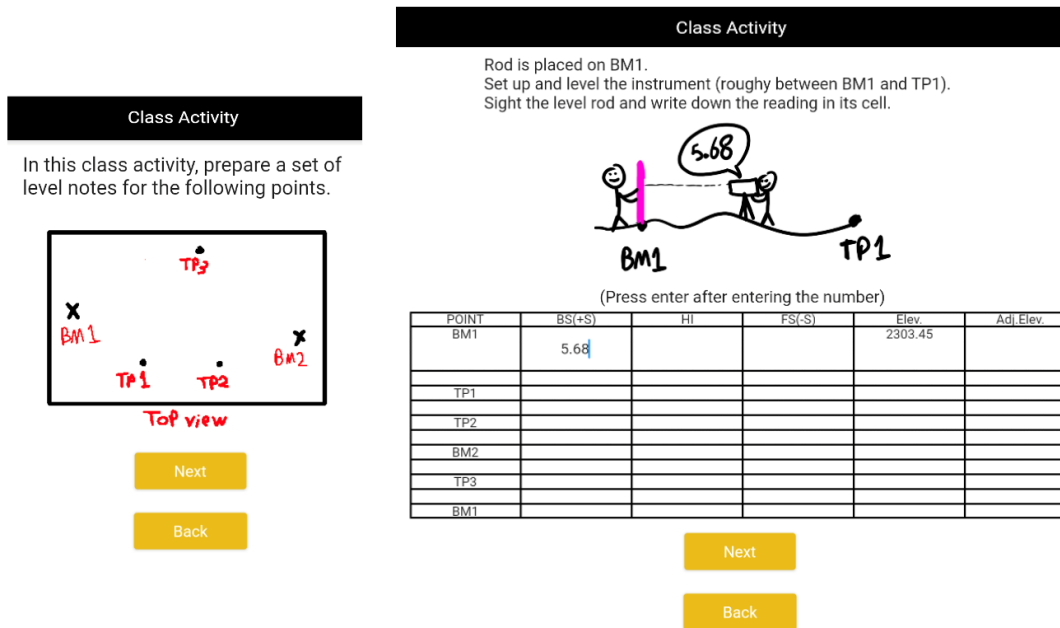 Class Activity
In this class activity, prepare a set of
level notes for the following points.
TP3
BM1
BM2
TP1
TP2
Top view
Next
Back
Class Activity
Rod is placed on BM1.
Set up and level the instrument (roughy between BM1 and TP1).
Sight the level rod and write down the reading in its cell.
5.68
BM1
TP1
(Press enter after entering the number)
POINT BS(+S) HI FS(-S) Elev. Adj.Elev.
BM1 5.68 2303.45
TP1
TP2
BM2
TP3
BM1
Next
Back